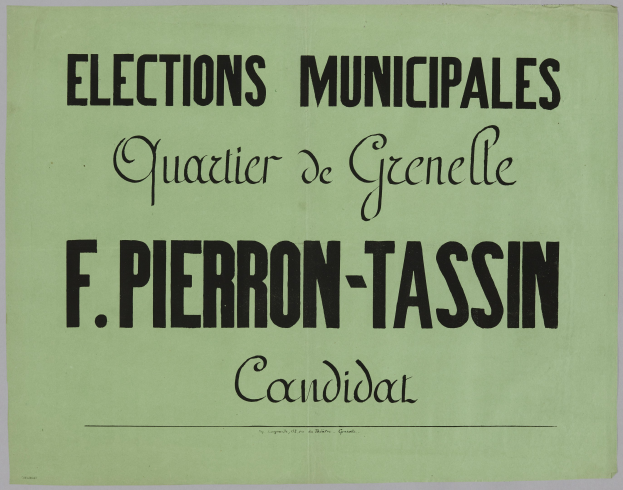 ELECTIONS MUNICIPALES
Quartier de Grenelle
F. PIERRON-TASSIN
Candidat